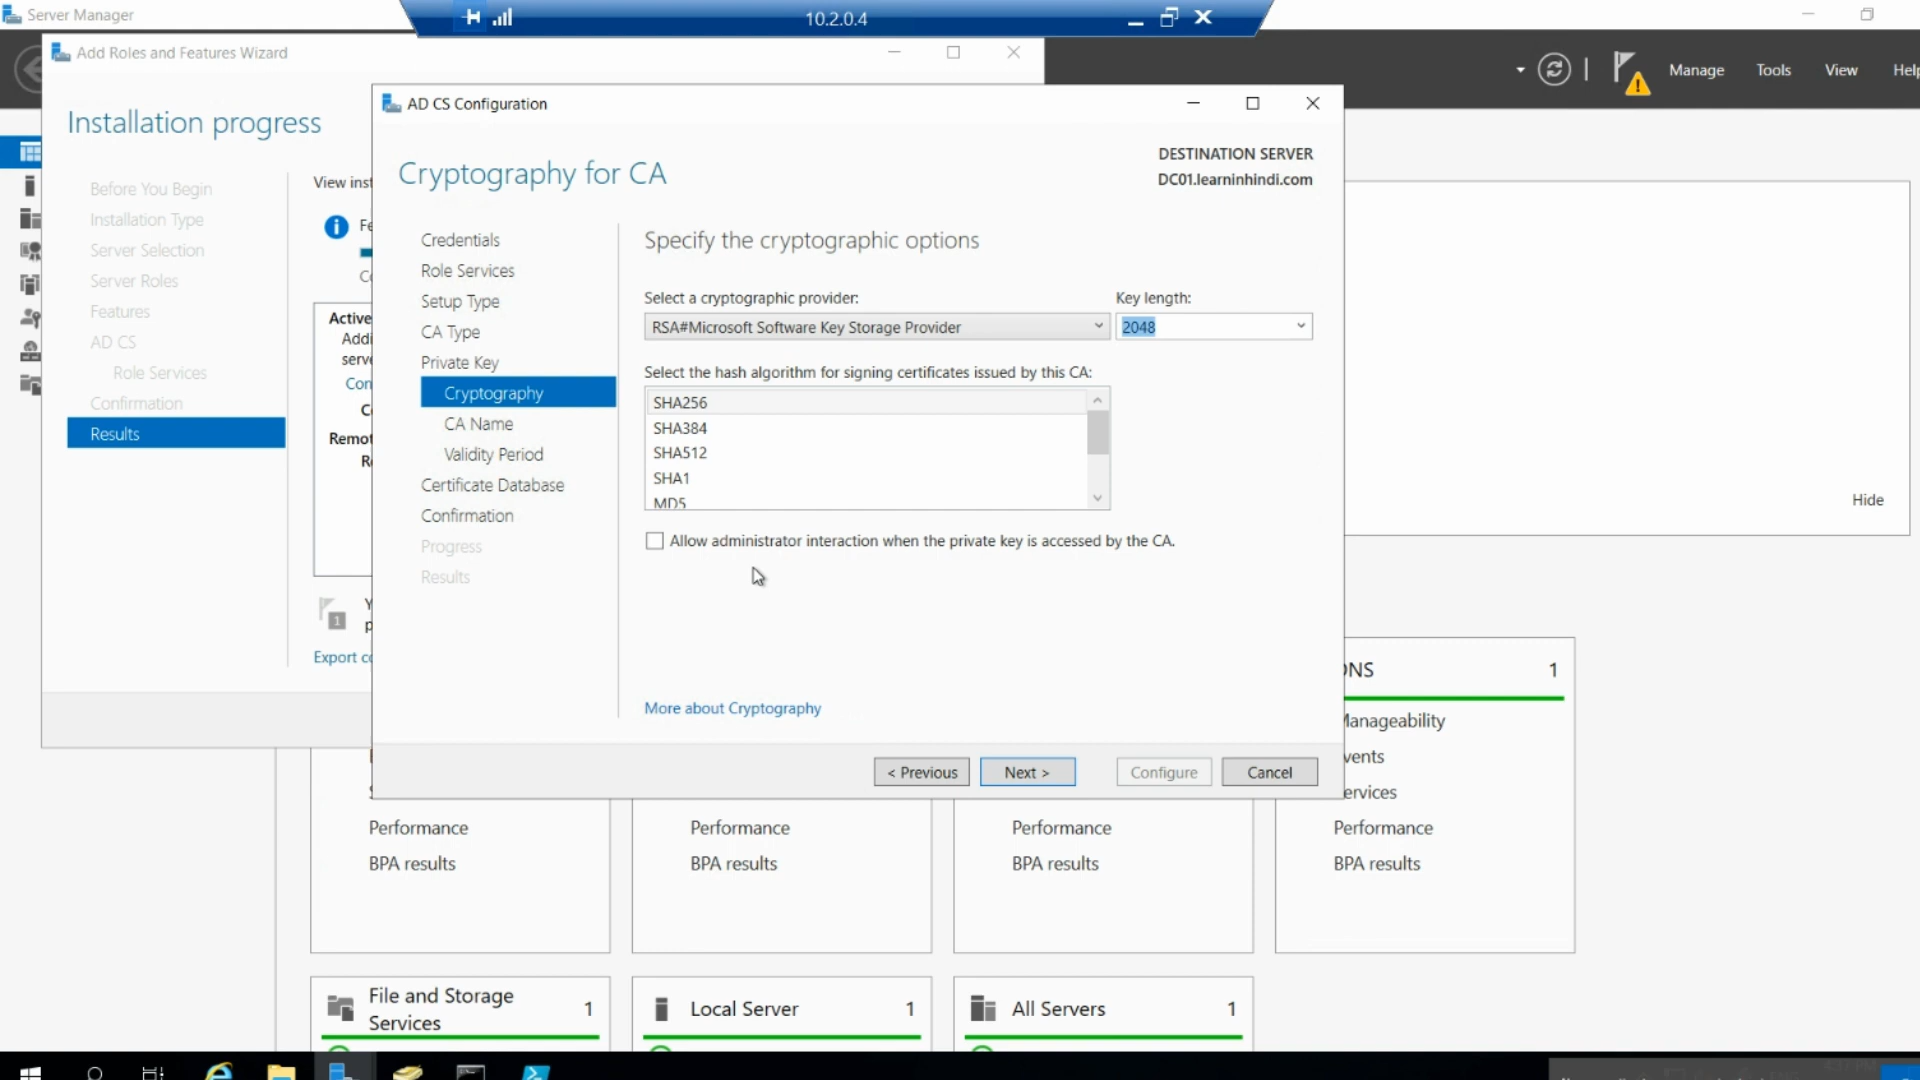 Server Manager
10.2.0.4
Add Roles and Features Wizard
Manage
Tools
View
Installation progress
Before You Begin
Installation Type
Server Selection
Server Roles
Features
AD CS
Role Services
Confirmation
Results
View
1
AD CS Configuration
Cryptography for CA
DESTINATION SERVER
DC01.learninhindi.com
Credentials
Role Services
Setup Type
CA Type
Private Key
Cryptography
CA Name
Validity Period
Certificate Database
Confirmation
Progress
Results
Specify the cryptographic options
Select a cryptographic provider:
Key length:
RSA#Microsoft Software Key Storage Provider
2048
Select the hash algorithm for signing certificates issued by this CA:
SHA256
SHA384
SHA512
SHA1
MD5
Allow administrator interaction when the private key is accessed by the CA.
More about Cryptography
< Previous
Next >
Configure
Cancel
Hide
Export
1
Performance
BPA results
Performance
BPA results
Performance
BPA results
Performance
BPA results
File and Storage
Services
1
Local Server
1
All Servers
1